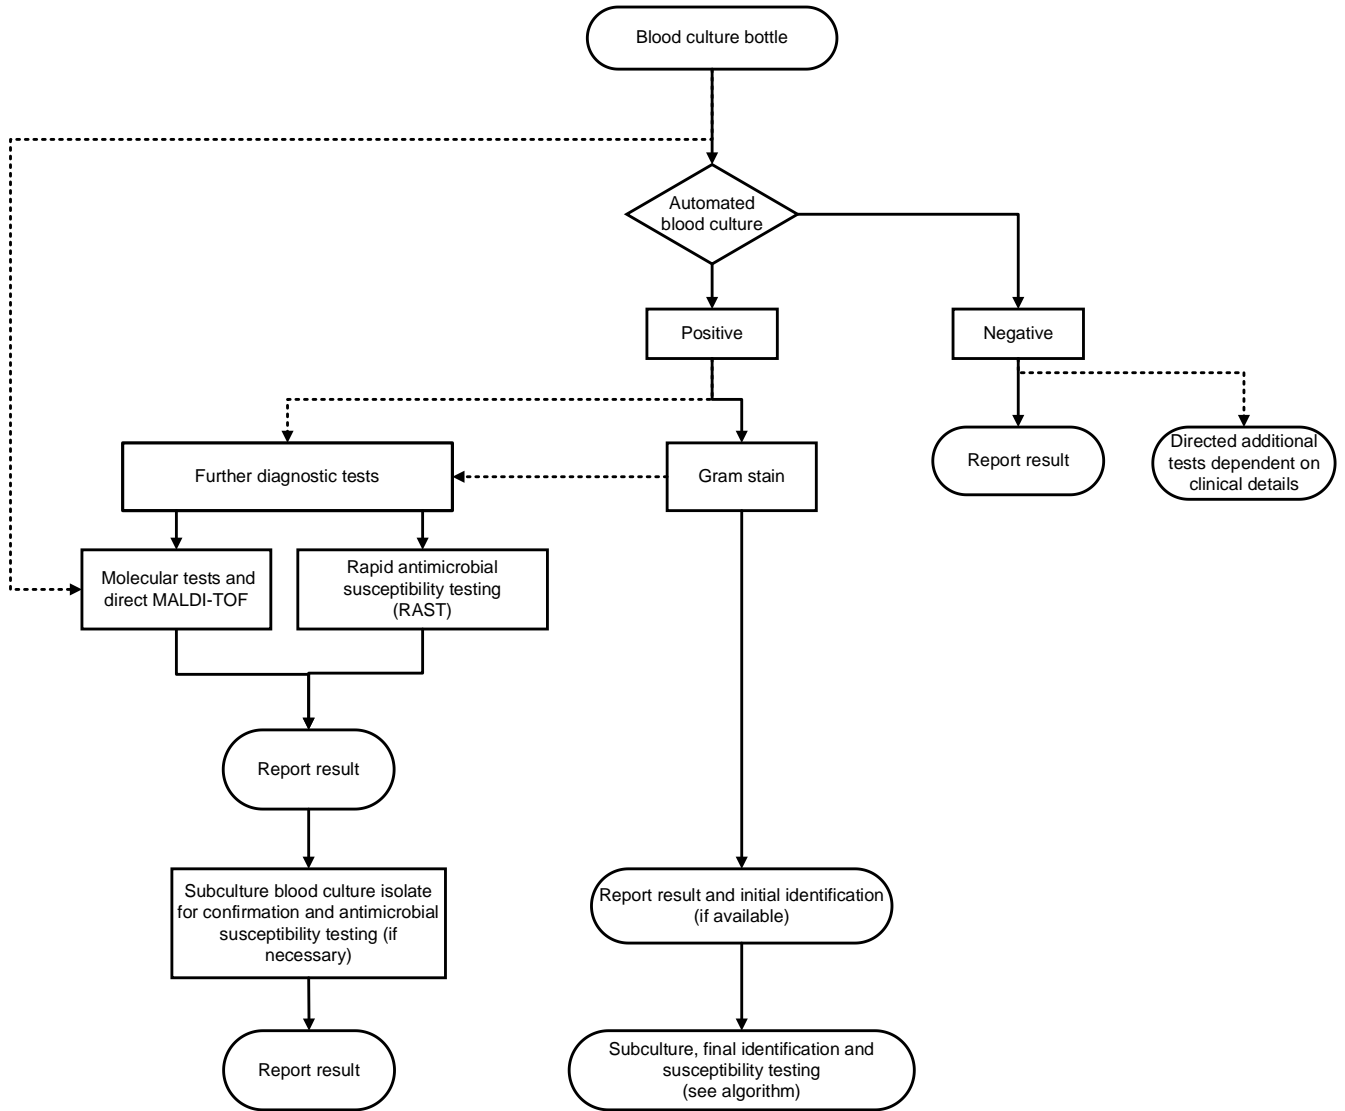 Blood culture bottle
Automated
blood culture
Positive
Negative
Further diagnostic tests
Gram stain
Report result
Directed additional
tests dependent on
clinical details
Molecular tests and
direct MALDI-TOF
Rapid antimicrobial
susceptibility testing
(RAST)
Report result
Subculture blood culture isolate
for confirmation and antimicrobial
susceptibility testing (if
necessary)
Report result and initial identification
(if available)
Report result
Subculture, final identification and
susceptibility testing
(see algorithm)